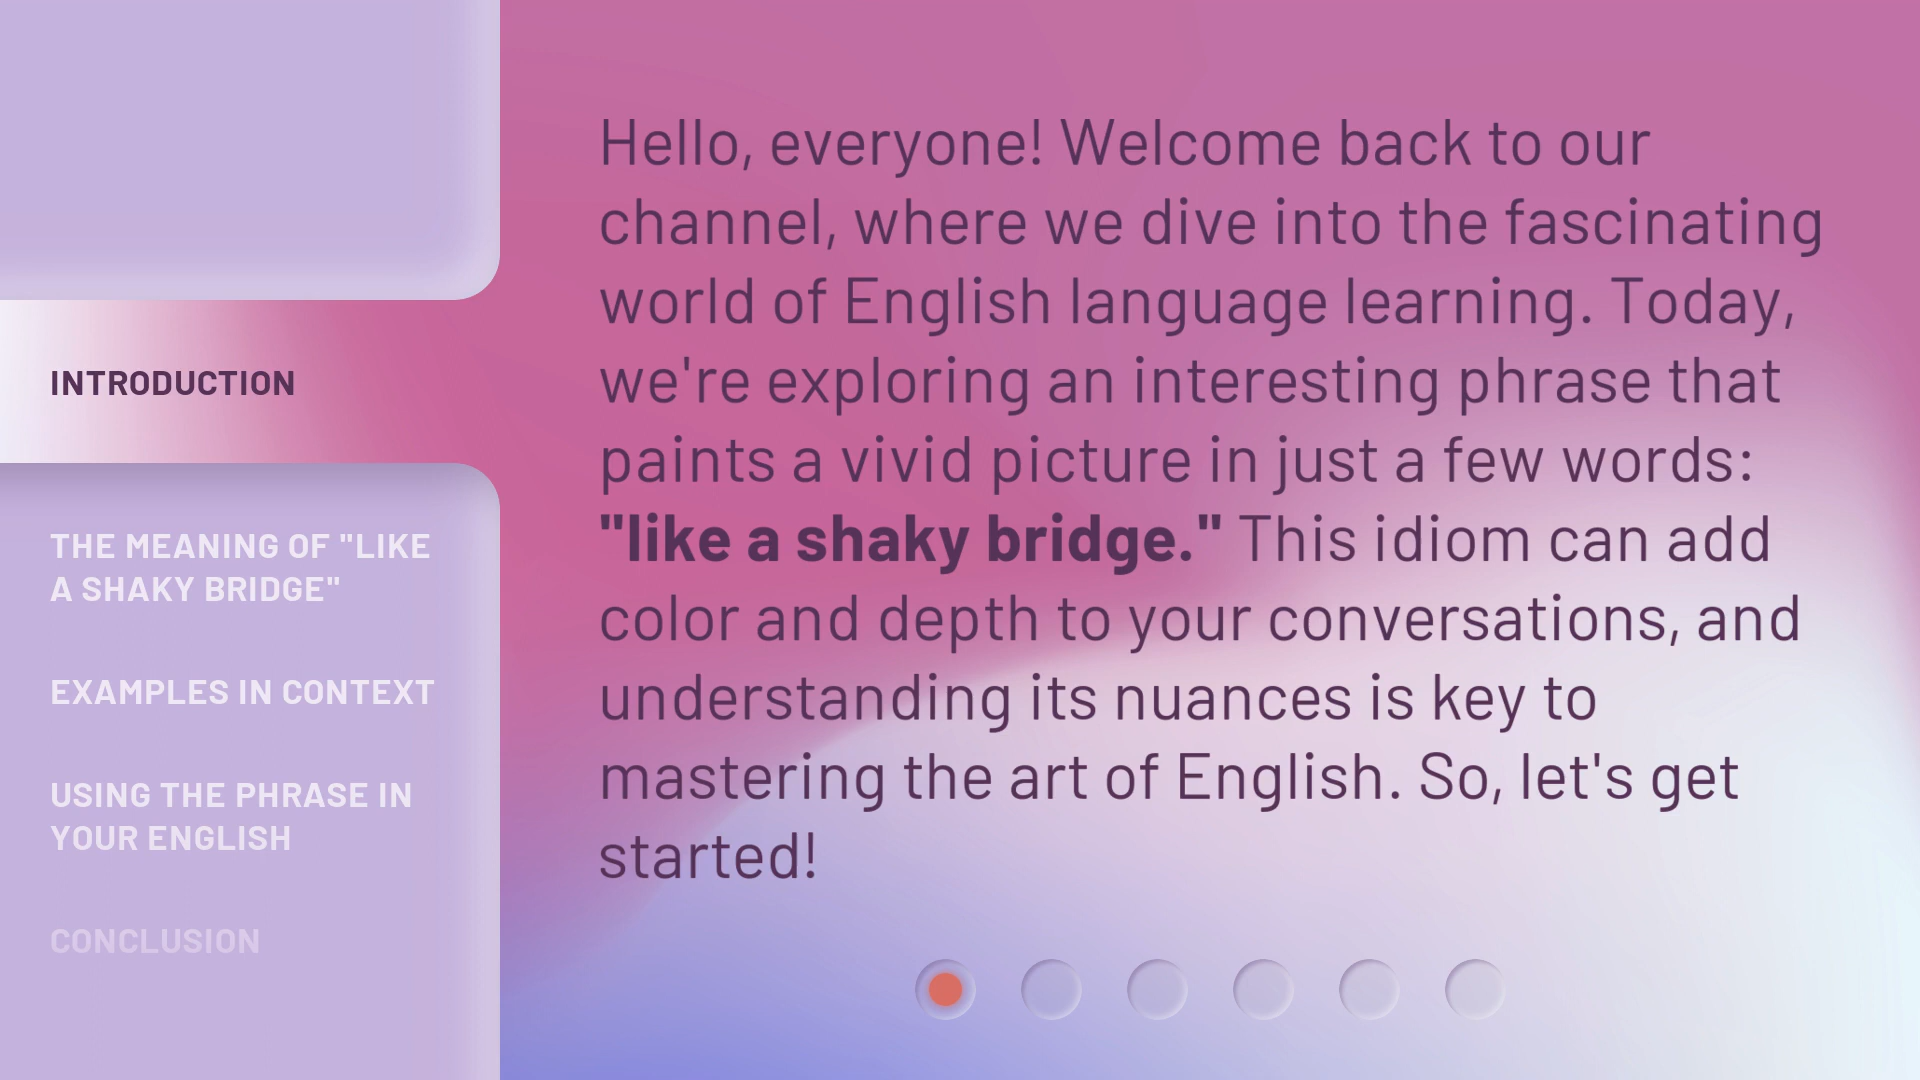 INTRODUCTION
THE MEANING OF "LIKE
A SHAKY BRIDGE"
EXAMPLES IN CONTEXT
USING THE PHRASE IN
YOUR ENGLISH
CONCLUSION
Hello, everyone! Welcome back to our
channel, where we dive into the fascinating
world of English language learning. Today,
we're exploring an interesting phrase that
paints a vivid picture in just a few words:
"like a shaky bridge." This idiom can add
color and depth to your conversations, and
understanding its nuances is key to
mastering the art of English. So, let's get
started!